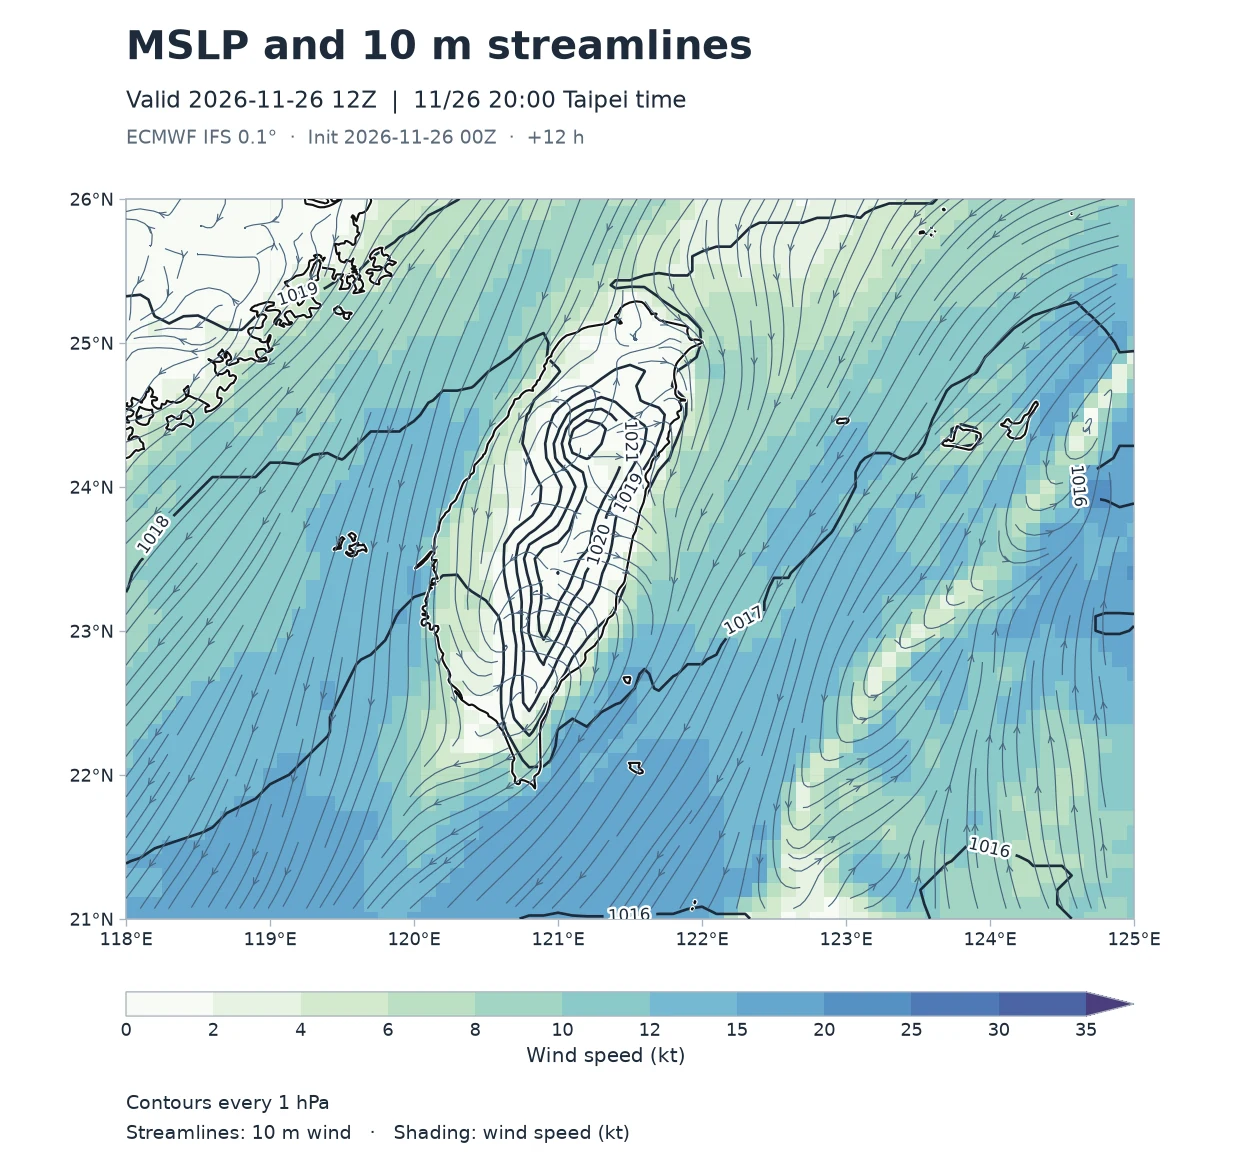 MSLP and 10 m streamlines
Valid 2026-11-26 12Z | 11/26 20:00 Taipei time
ECMWF IFS 0.1° · Init 2026-11-26 00Z · +12 h
26°N
25°N
24°N
23°N
22°N
21°N
1019
1021
1019
1016
1018
1020
1017
1016
1016
118°E 119°E 120°E 121°E 122°E 123°E 124°E 125°E
0 2 4 6 8 10 12 15 20 25 30 35
Wind speed (kt)
Contours every 1 hPa
Streamlines: 10 m wind · Shading: wind speed (kt)